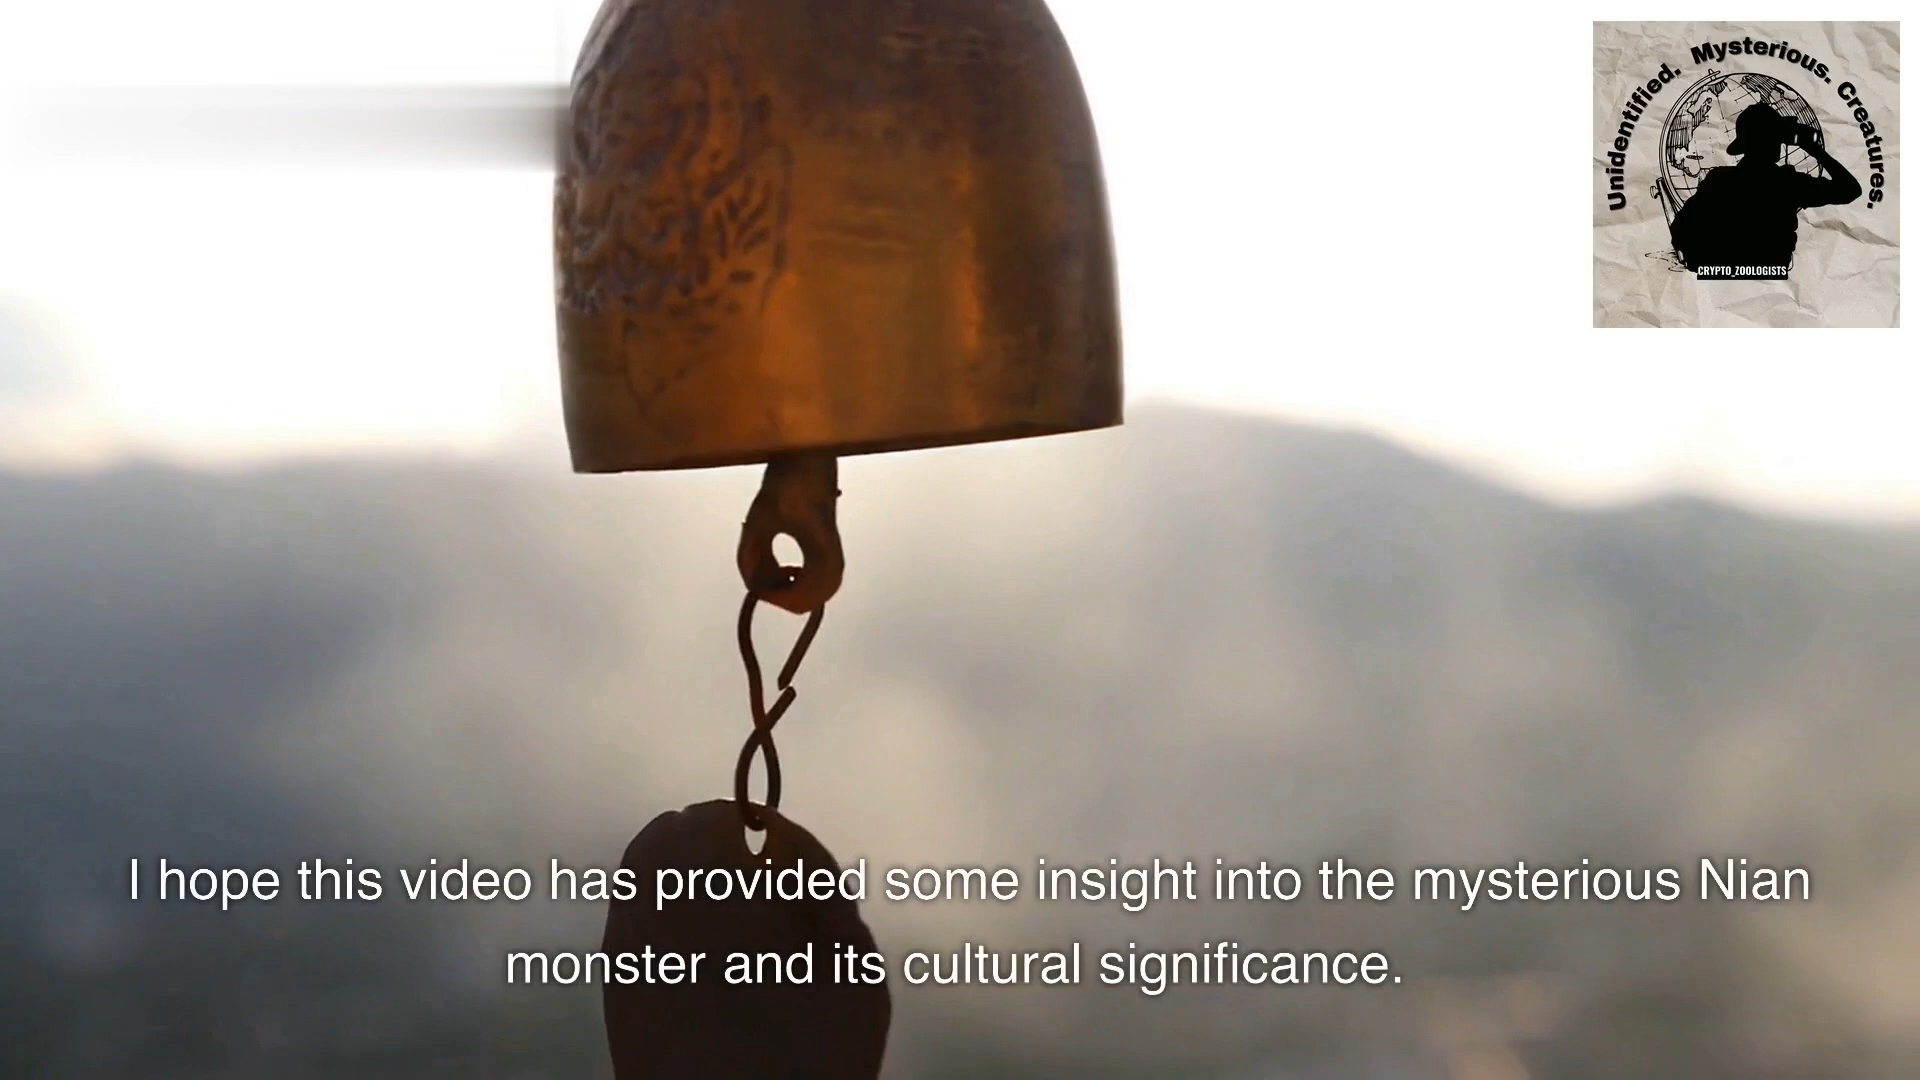 Unidentified. Mysterious. Creatures.
CRYPTO_ZOOLOGISTS
I hope this video has provided some insight into the mysterious Nian
monster and its cultural significance.